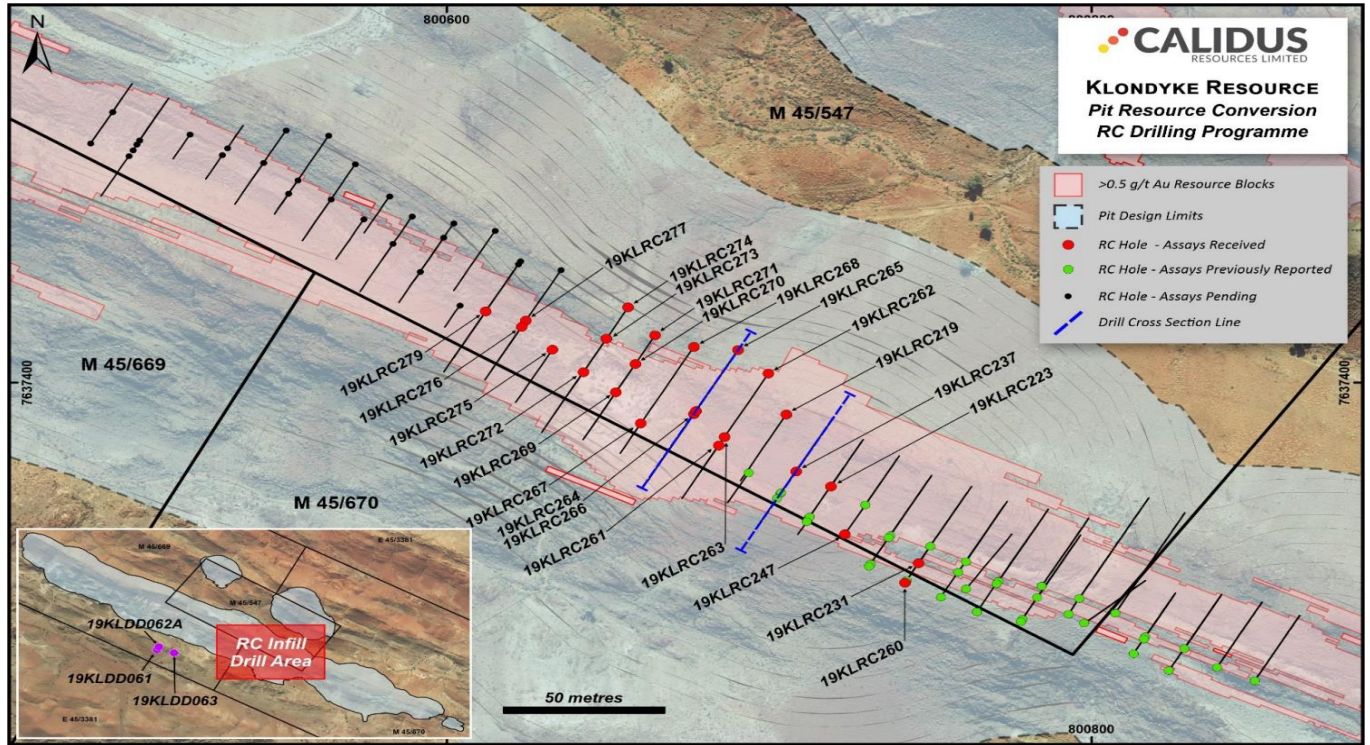 N
800600
800800
CALIDUS
RESOURCES LIMITED
KLONDYKE RESOURCE
Pit Resource Conversion
RC Drilling Programme
>0.5 g/t Au Resource Blocks
Pit Design Limits
RC Hole - Assays Received
RC Hole - Assays Previously Reported
RC Hole - Assays Pending
Drill Cross Section Line
M 45/547
M 45/669
M 45/670
7637400
7637400
19KLRC277
19KLRC274
19KLRC273
19KLRC271
19KLRC270
19KLRC268
19KLRC265
19KLRC262
19KLRC219
19KLRC237
19KLRC223
19KLRC279
19KLRC276
19KLRC275
19KLRC272
19KLRC269
19KLRC267
19KLRC264
19KLRC266
19KLRC261
19KLRC263
19KLRC247
19KLRC231
19KLRC260
50 metres
800800
M 45/669
E 45/3381
M 45/547
19KLDD062A
RC Infill
Drill Area
19KLDD061
19KLDD063
E 45/3381
M 45/670